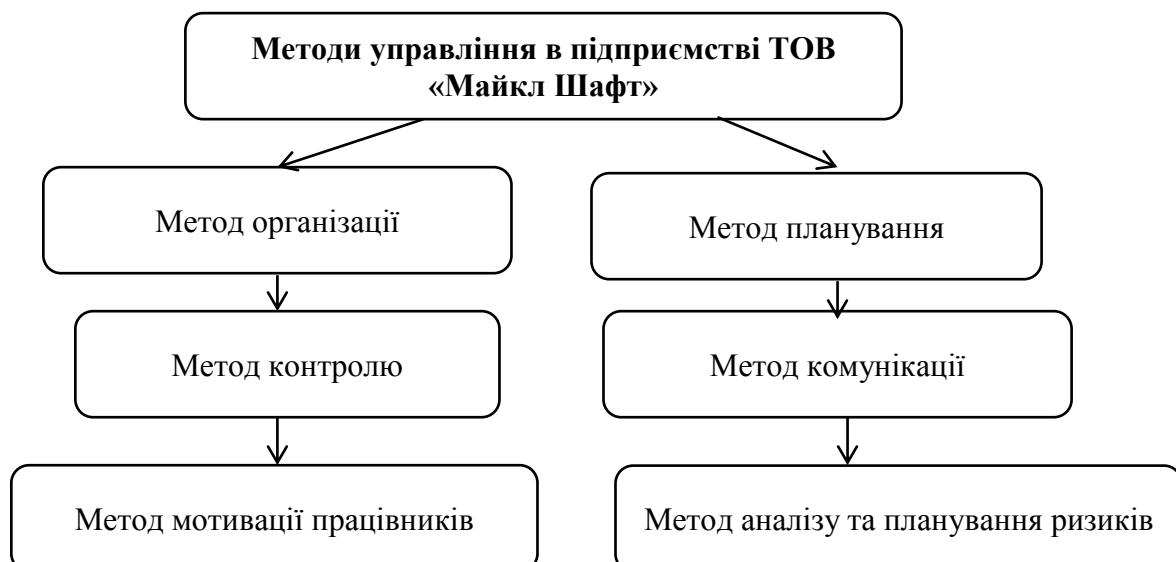 Методи управління в підприємстві ТОВ
«Майкл Шафт»
Метод організації
Метод планування
Метод контролю
Метод комунікації
Метод мотивації працівників
Метод аналізу та планування ризиків